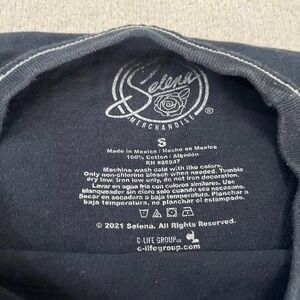 Selena
MERCHANDISE
®
S
Made in Mexico / Hecho en Mexico
100% Cotton / Algodon
Machine wash cold with like colors.
Only non-chlorine bleach when needed. Tumble
dry low. Iron low if only, do not iron decorated.
Lavar en agua fria con colores similares. Use
blanqueador sin cloro solo cuando sea necesario.
Secar en secadora o baja temperatura. Planchar a
baja temperatura, no planchar el estampado.
© 2021 Selena. All Rights Reserved.
C-LIFE GROUP
c-lifegroup.com